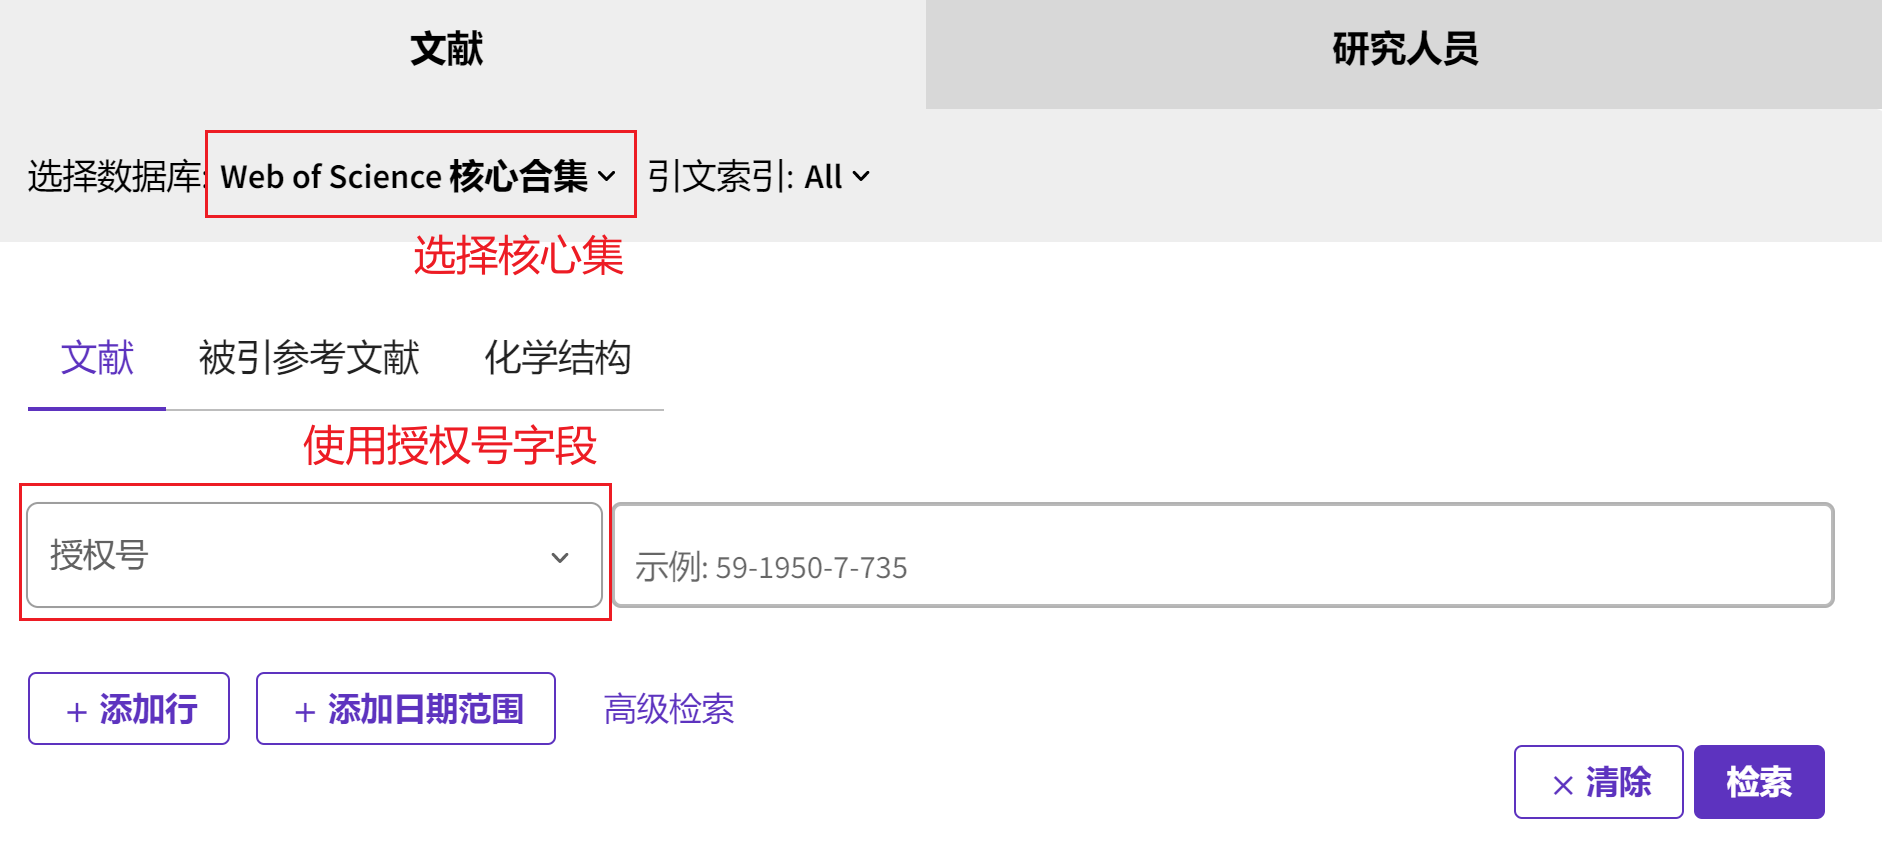 文献
研究人员
选择数据库: Web of Science 核心合集 引文索引: All
选择核心集
文献 被引参考文献 化学结构
使用授权号字段
授权号
示例: 59-1950-7-735
+ 添加行 + 添加日期范围 高级检索
× 清除 检索